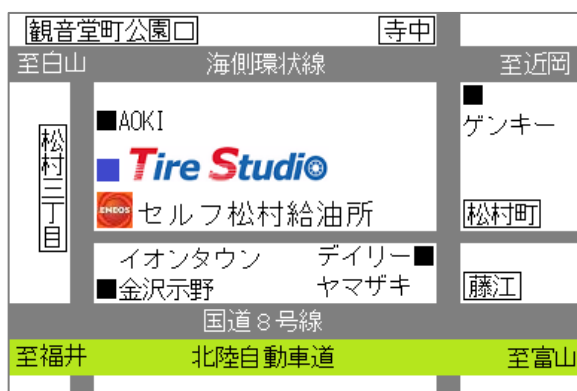 観音堂町公園口
寺中
至白山
海側環状線
至近岡
松村三丁目
■AOKI
■Tire Studio
ENEOS
セルフ松村給油所
■
ゲンキー
松村町
イオンタウン
■金沢示野
デイリー■
ヤマザキ
藤江
国道8号線
至福井
北陸自動車道
至富山